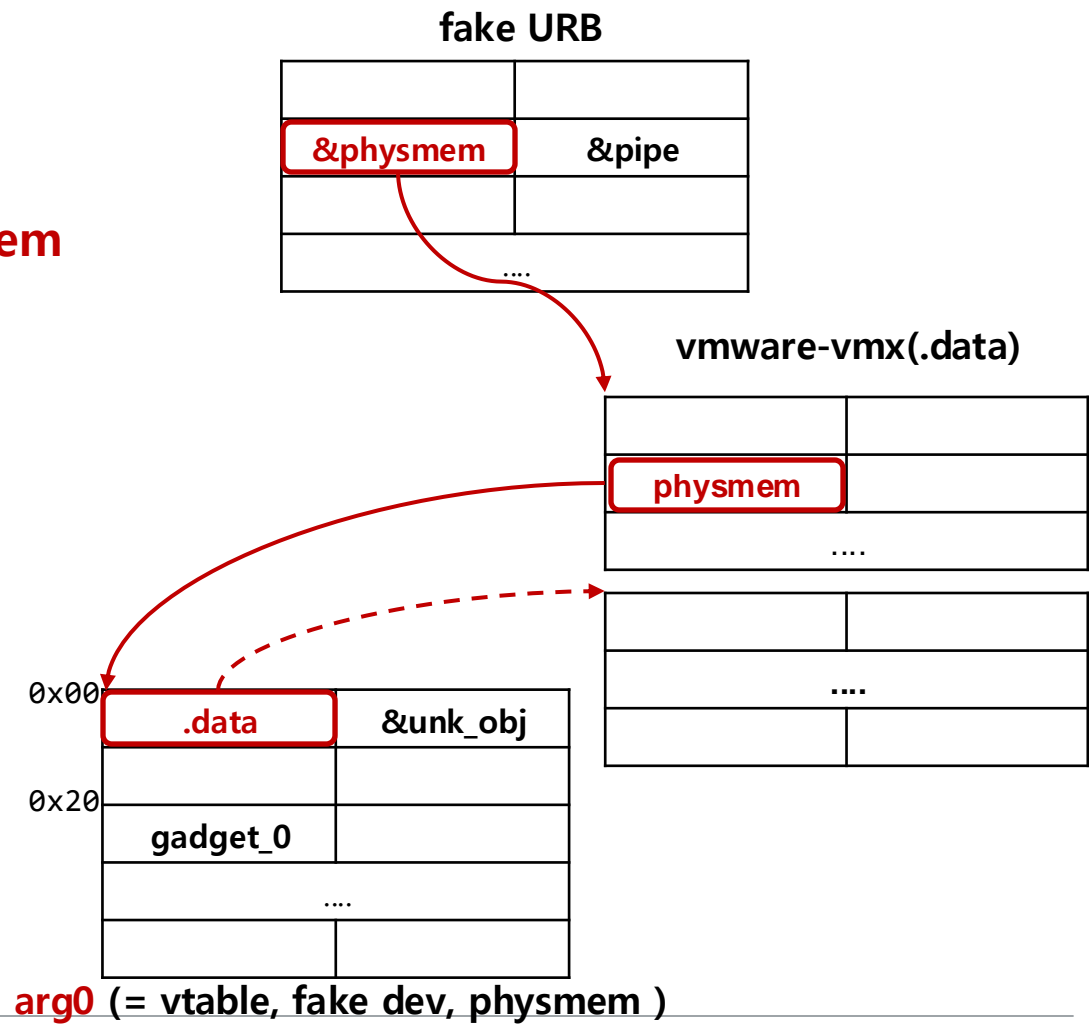 fake URB
&physmem &pipe
....
em
vmware-vmx(.data)
physmem
....
....
0x00
.data &unk_obj
0x20
gadget_0
....
arg0 (= vtable, fake dev, physmem )